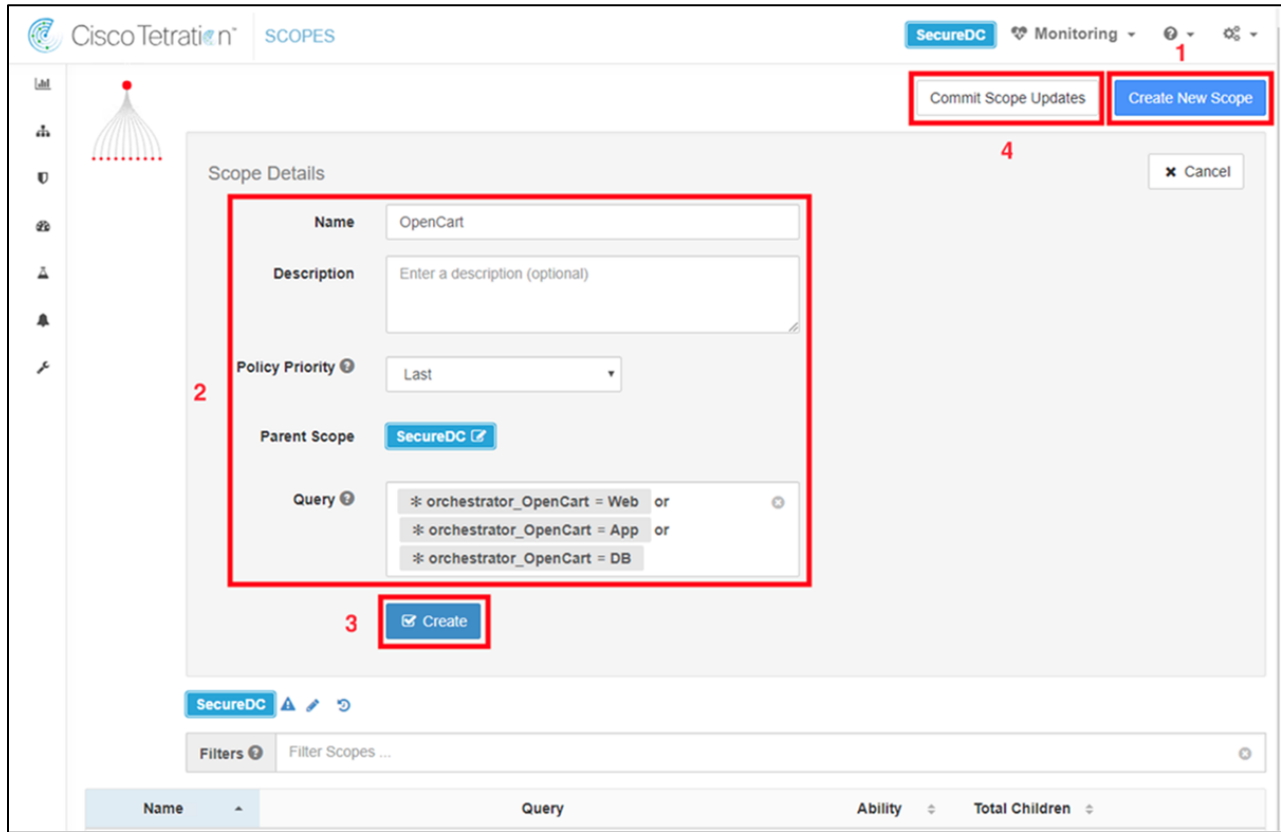 Cisco Tetration™ SCOPES SecureDC Monitoring
1
Commit Scope Updates Create New Scope
4
Scope Details Cancel
Name OpenCart
Description Enter a description (optional)
Policy Priority Last
2
Parent Scope SecureDC
Query * orchestrator_OpenCart = Web or
* orchestrator_OpenCart = App or
* orchestrator_OpenCart = DB
3 Create
SecureDC
Filters Filter Scopes ...
Name Query Ability Total Children